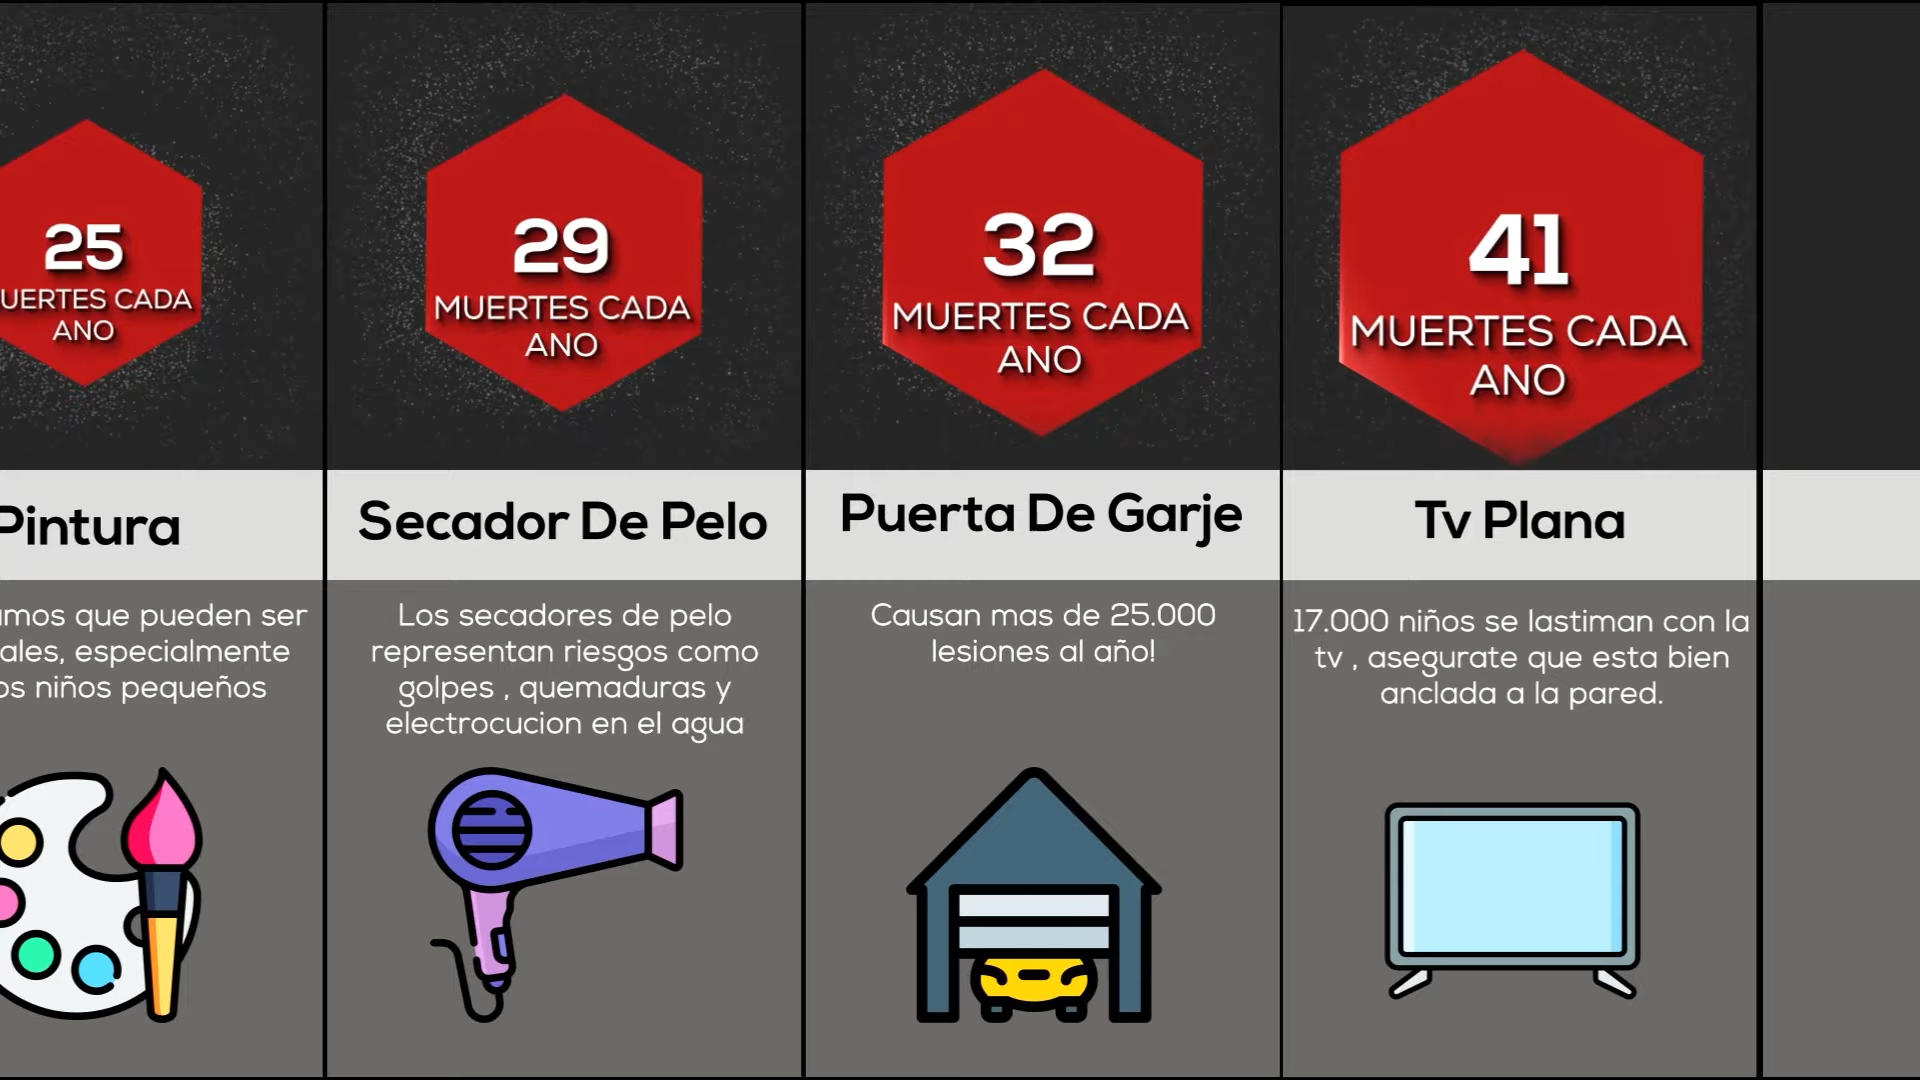 25
UERTES CADA
ANO
Pintura
amos que pueden ser
ales, especialmente
os niños pequeños
29
MUERTES CADA
ANO
Secador De Pelo
Los secadores de pelo
representan riesgos como
golpes , quemaduras y
electrocucion en el agua
32
MUERTES CADA
ANO
Puerta De Garje
Causan mas de 25.000
lesiones al año!
41
MUERTES CADA
ANO
Tv Plana
17.000 niños se lastiman con la
tv , asegurate que esta bien
anclada a la pared.